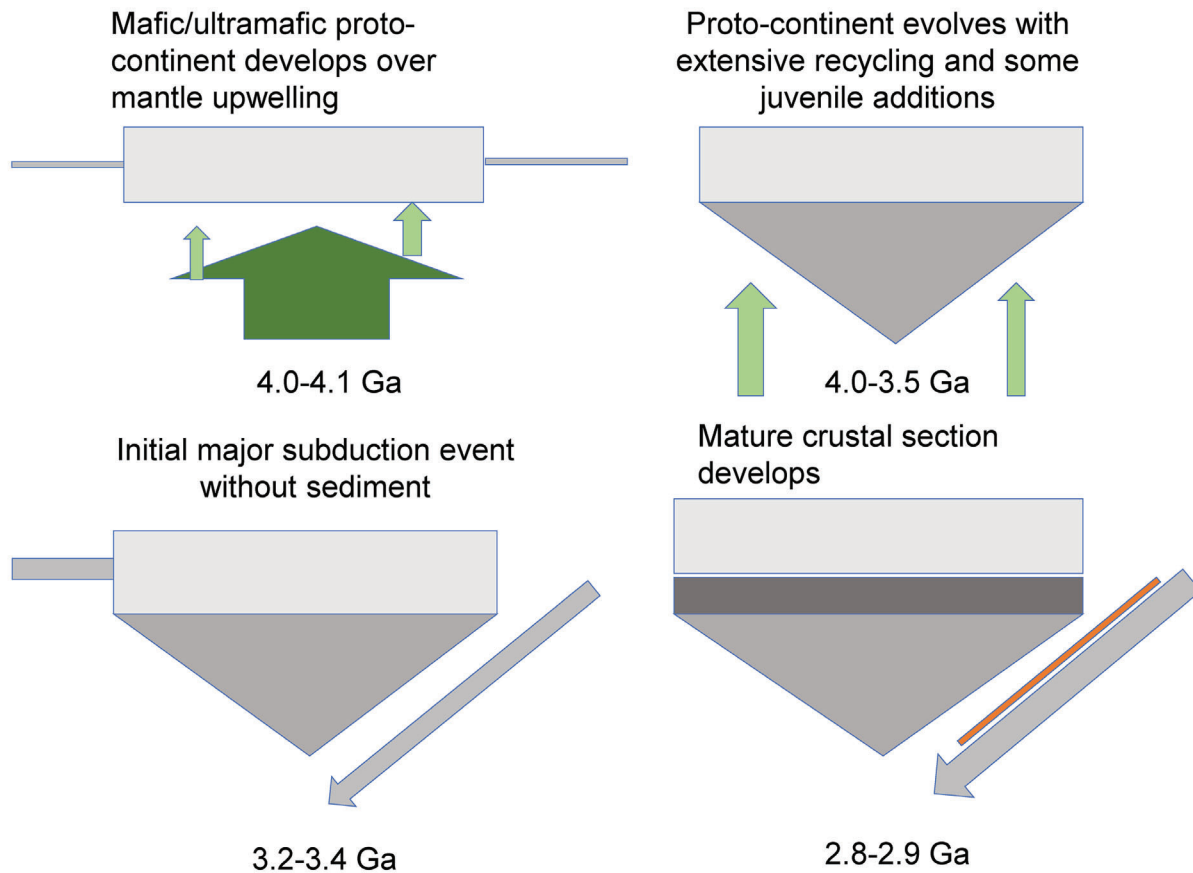 Mafic/ultramafic proto-
continent develops over
mantle upwelling
4.0-4.1 Ga
Proto-continent evolves with
extensive recycling and some
juvenile additions
4.0-3.5 Ga
Initial major subduction event
without sediment
3.2-3.4 Ga
Mature crustal section
develops
2.8-2.9 Ga